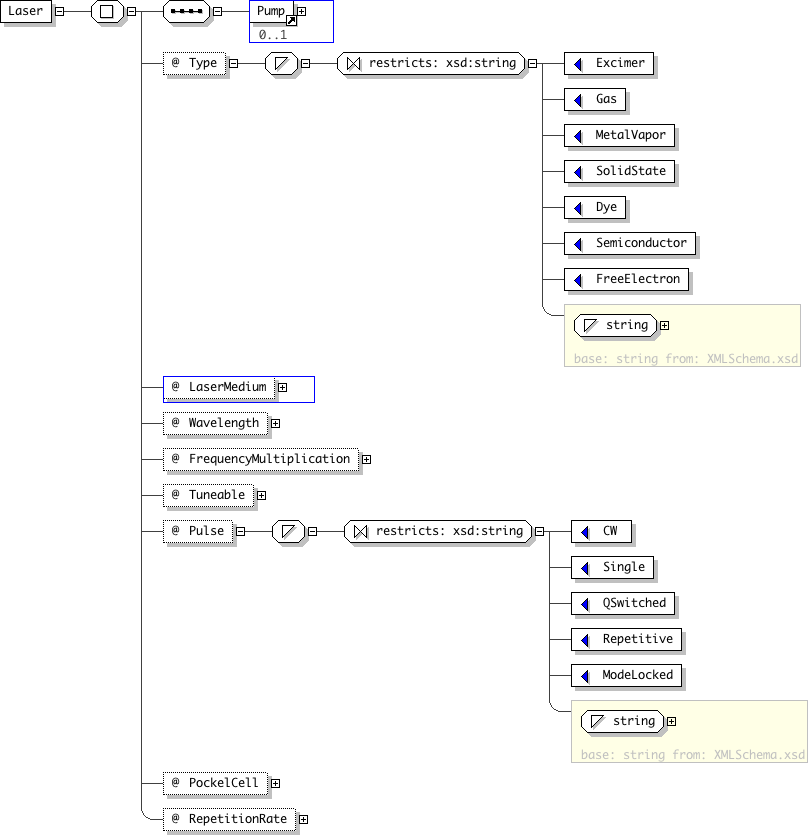 Laser
Pump
0..1
@ Type
restricts: xsd:string
Excimer
Gas
MetalVapor
SolidState
Dye
Semiconductor
FreeElectron
string
base: string from: XMLSchema.xsd
@ LaserMedium
@ Wavelength
@ FrequencyMultiplication
@ Tuneable
@ Pulse
restricts: xsd:string
CW
Single
QSwitched
Repetitive
ModeLocked
string
base: string from: XMLSchema.xsd
@ PockelCell
@ RepetitionRate